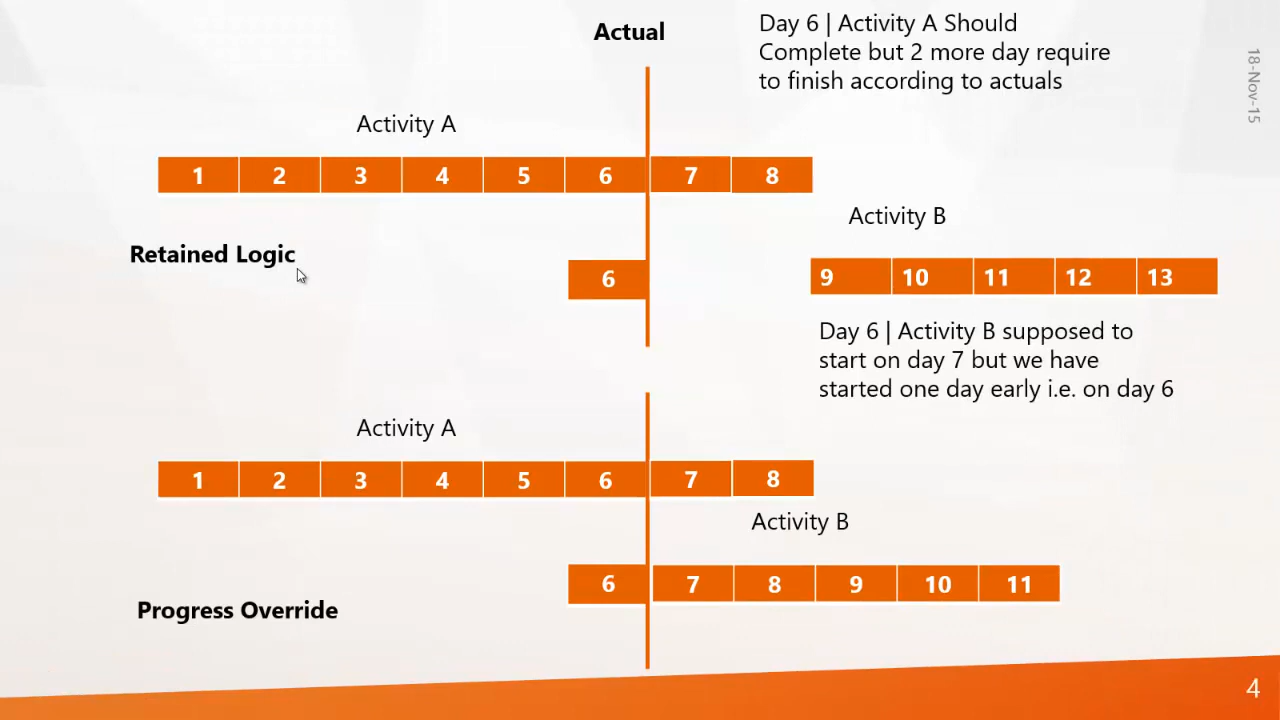 Actual
Day 6 | Activity A Should
Complete but 2 more day require
to finish according to actuals
18-Nov-15
Activity A
1 2 3 4 5 6 7 8
Activity B
Retained Logic
6 9 10 11 12 13
Day 6 | Activity B supposed to
start on day 7 but we have
started one day early i.e. on day 6
Activity A
1 2 3 4 5 6 7 8
Activity B
6 7 8 9 10 11
Progress Override
4